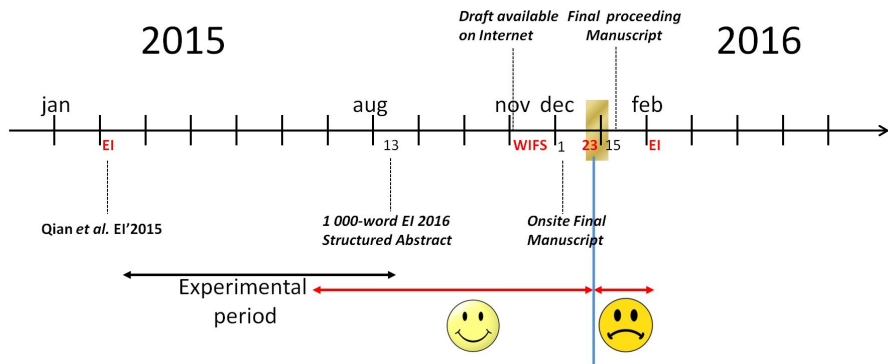 Draft available
on Internet
Final proceeding
Manuscript
2015
2016
jan
aug
nov
dec
feb
EI
13
WIFS
1
23
15
EI
Qian et al. EI'2015
1 000-word EI 2016
Structured Abstract
Onsite Final
Manuscript
Experimental
period